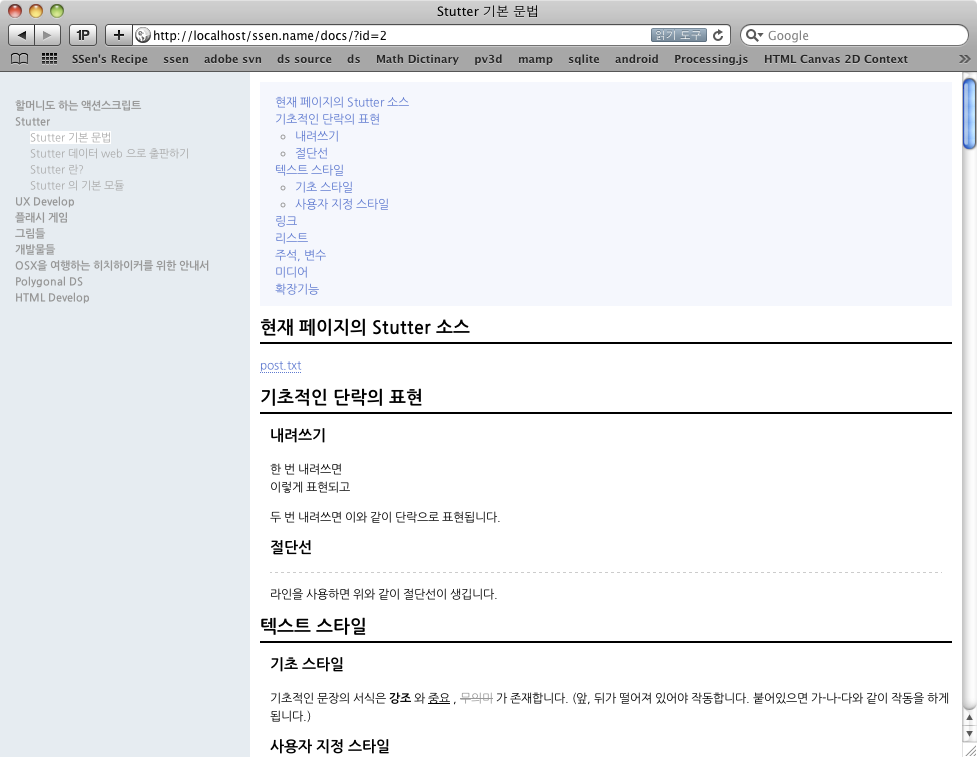 Stutter 기본 문법
1P
+
http://localhost/ssen.name/docs/?id=2
읽기 도구
Google
SSen's Recipe ssen adobe svn ds source ds Math Dictinary pv3d mamp sqlite android Processing.js HTML Canvas 2D Context
할머니도 하는 액션스크립트
Stutter
Stutter 기본 문법
Stutter 데이터 web 으로 출판하기
Stutter 란?
Stutter 의 기본 모듈
UX Develop
플래시 게임
그림들
개발물들
OSX을 여행하는 히치하이커를 위한 안내서
Polygonal DS
HTML Develop
현재 페이지의 Stutter 소스
기초적인 단락의 표현
내려쓰기
절단선
텍스트 스타일
기초 스타일
사용자 지정 스타일
링크
리스트
주석, 변수
미디어
확장기능
현재 페이지의 Stutter 소스
post.txt
기초적인 단락의 표현
내려쓰기
한 번 내려쓰면
이렇게 표현되고
두 번 내려쓰면 이와 같이 단락으로 표현됩니다.
절단선
라인을 사용하면 위와 같이 절단선이 생깁니다.
텍스트 스타일
기초 스타일
기초적인 문장의 서식은 강조 와 중요 , 무의미 가 존재합니다. (앞, 뒤가 떨어져 있어야 작동합니다. 붙어있으면 가-나-다와 같이 작동을 하게
됩니다.)
사용자 지정 스타일